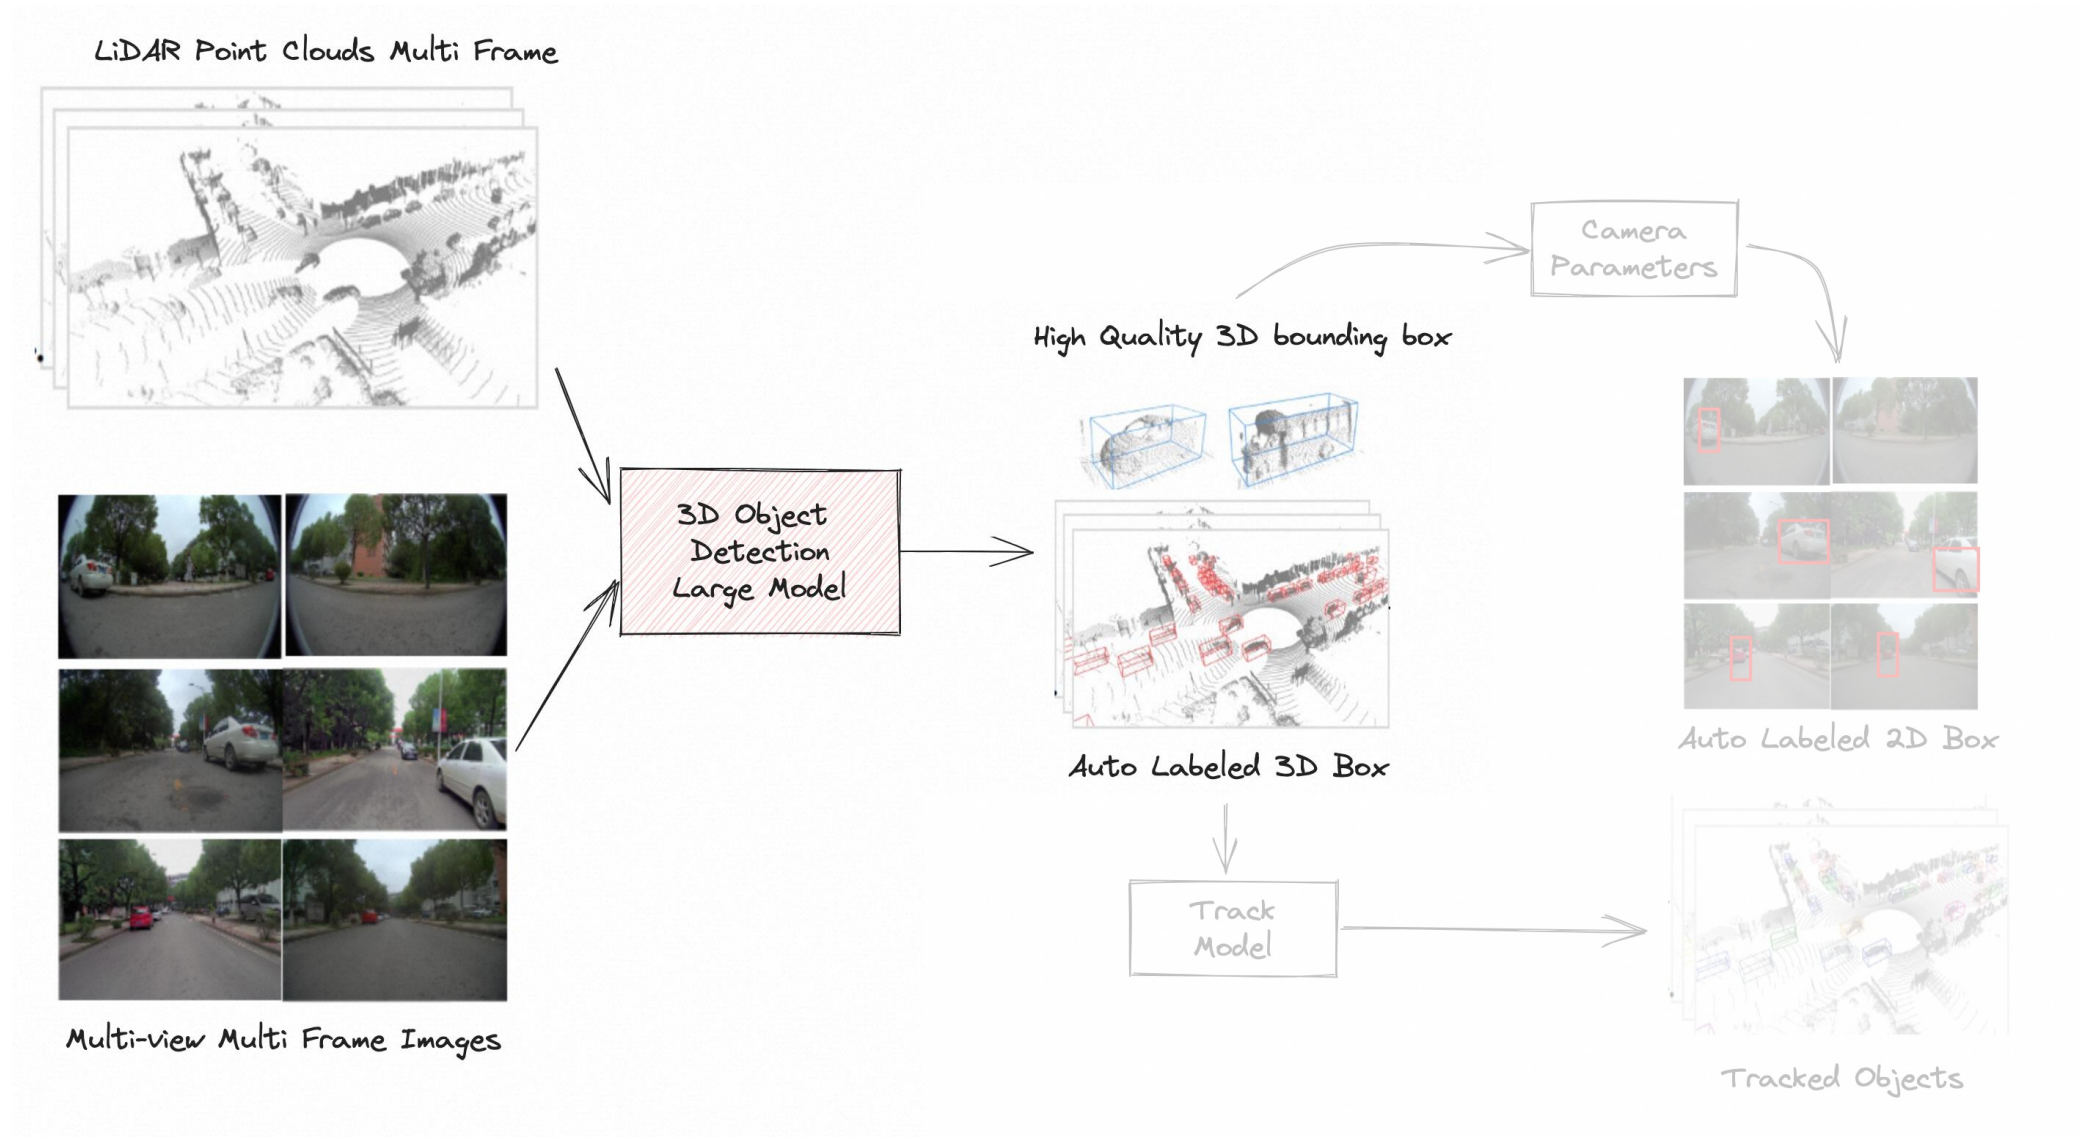 LiDAR Point Clouds Multi Frame
Camera
Parameters
High Quality 3D bounding box
3D Object
Detection
Large Model
Auto Labeled 2D Box
Auto Labeled 3D Box
Track
Model
Multi-view Multi Frame Images
Tracked Objects